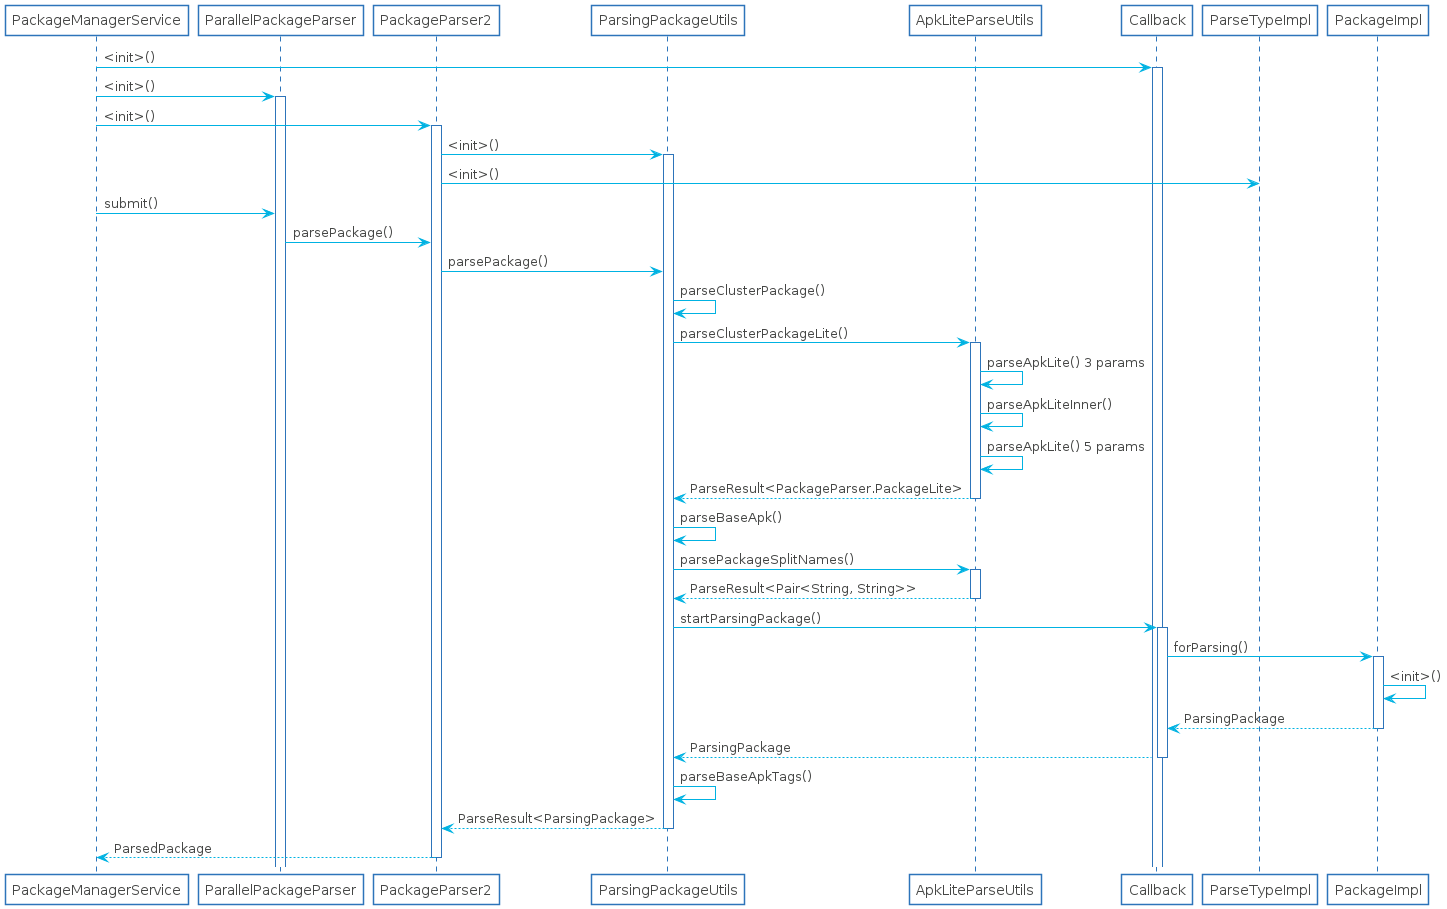 PackageManagerService
ParallelPackageParser
PackageParser2
ParsingPackageUtils
ApkLiteParseUtils
Callback
ParseTypeImpl
PackageImpl
<init>()
<init>()
<init>()
<init>()
<init>()
submit()
parsePackage()
parsePackage()
parseClusterPackage()
parseClusterPackageLite()
parseApkLite() 3 params
parseApkLiteInner()
parseApkLite() 5 params
ParseResult<PackageParser.PackageLite>
parseBaseApk()
parsePackageSplitNames()
ParseResult<Pair<String, String>>
startParsingPackage()
forParsing()
<init>()
ParsingPackage
ParsingPackage
parseBaseApkTags()
ParseResult<ParsingPackage>
ParsedPackage
PackageManagerService
ParallelPackageParser
PackageParser2
ParsingPackageUtils
ApkLiteParseUtils
Callback
ParseTypeImpl
PackageImpl